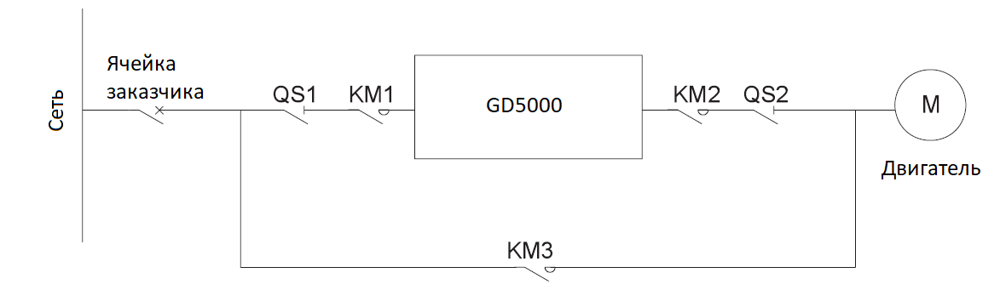 Сеть
Ячейка
заказчика
QS1
KM1
GD5000
KM2
QS2
M
Двигатель
KM3